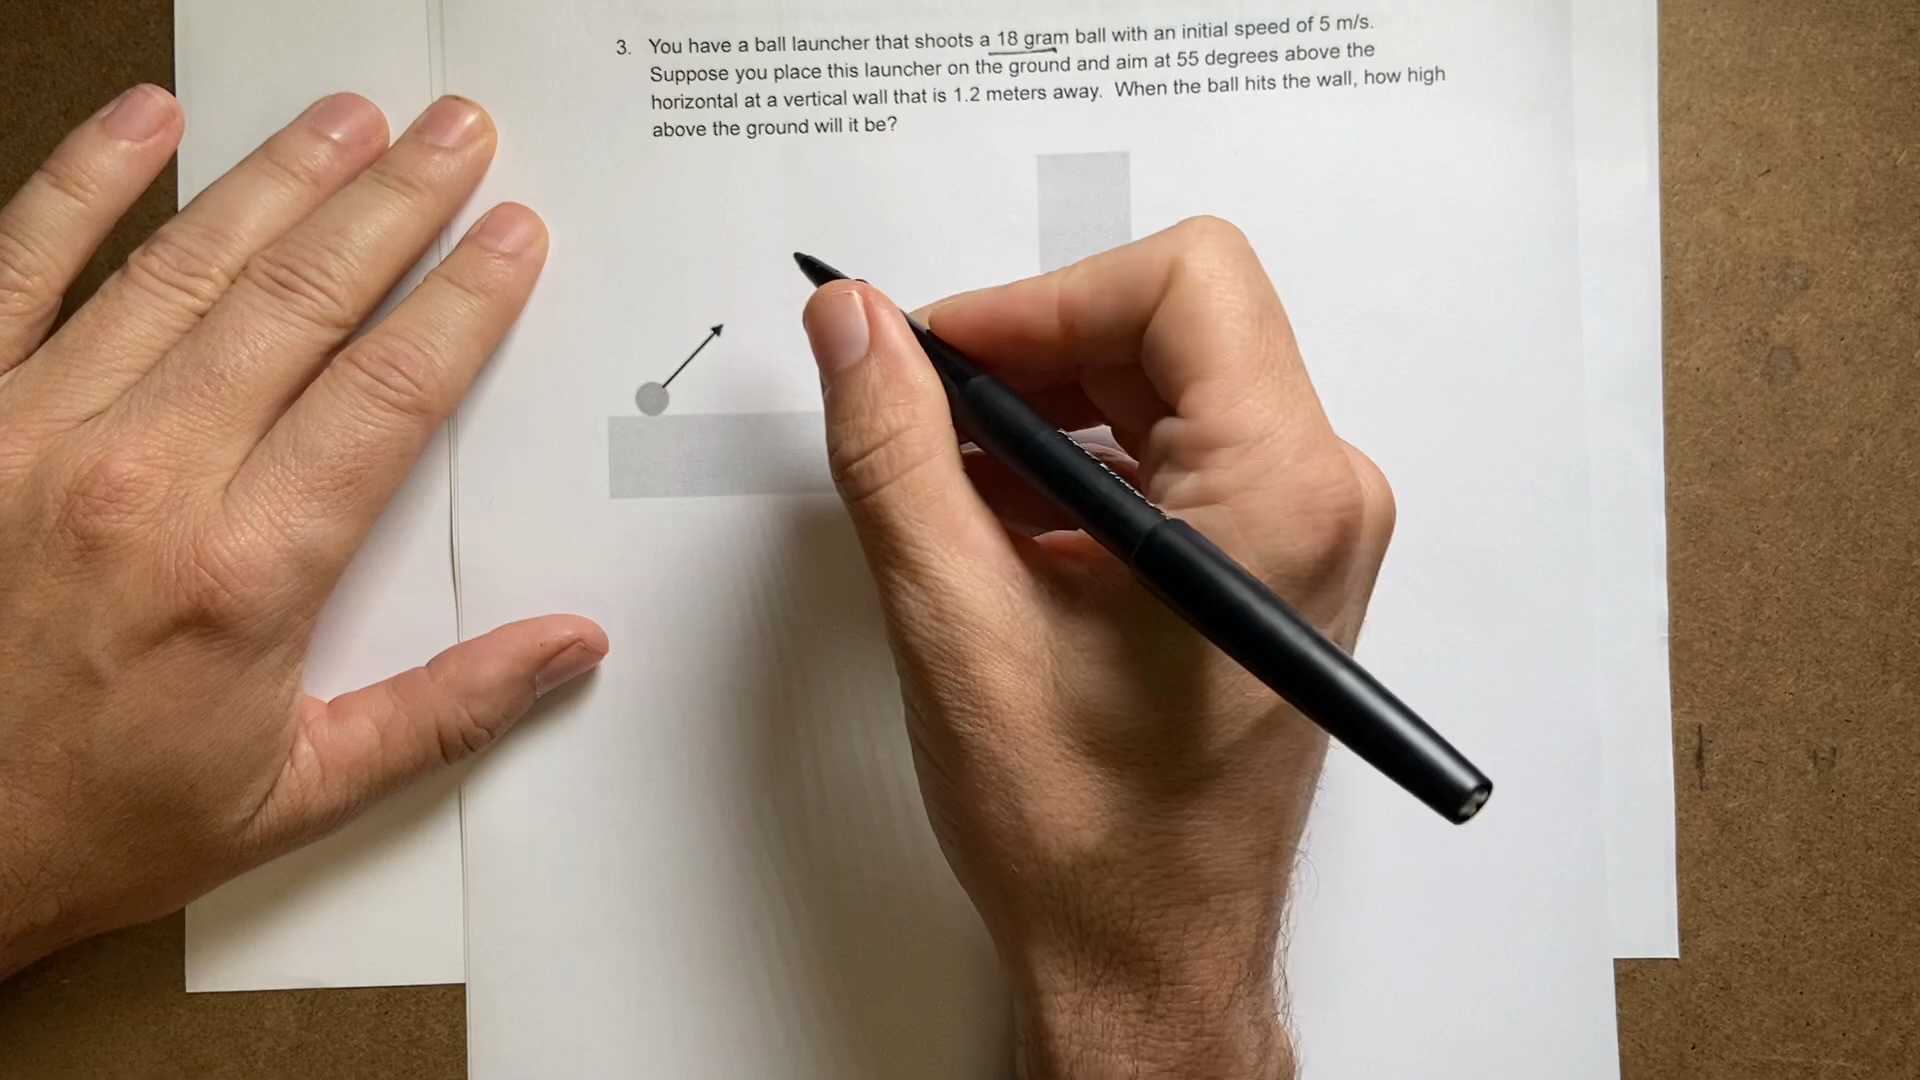 3. You have a ball launcher that shoots a 18 gram ball with an initial speed of 5 m/s.
Suppose you place this launcher on the ground and aim at 55 degrees above the
horizontal at a vertical wall that is 1.2 meters away. When the ball hits the wall, how high
above the ground will it be?